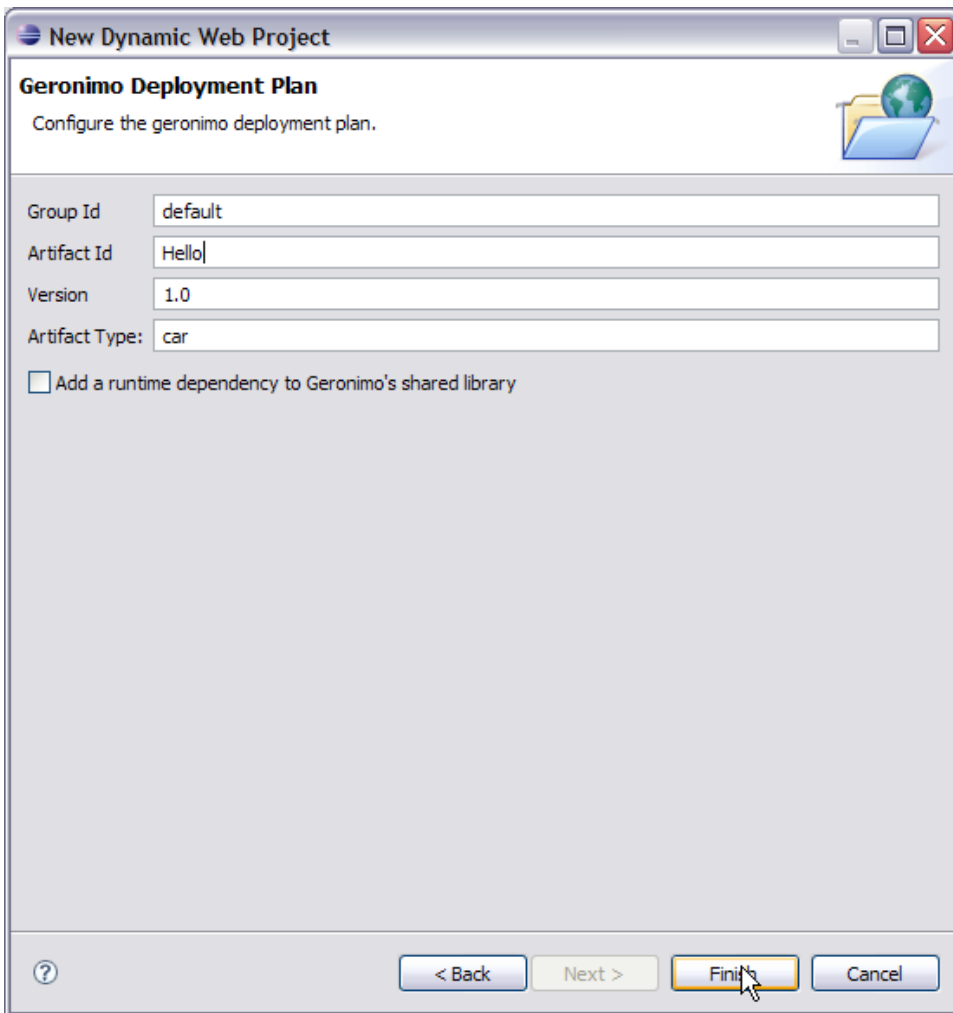 New Dynamic Web Project
Geronimo Deployment Plan
Configure the geronimo deployment plan.
Group Id default
Artifact Id Hello
Version 1.0
Artifact Type: car
Add a runtime dependency to Geronimo's shared library
? < Back Next > Finish Cancel